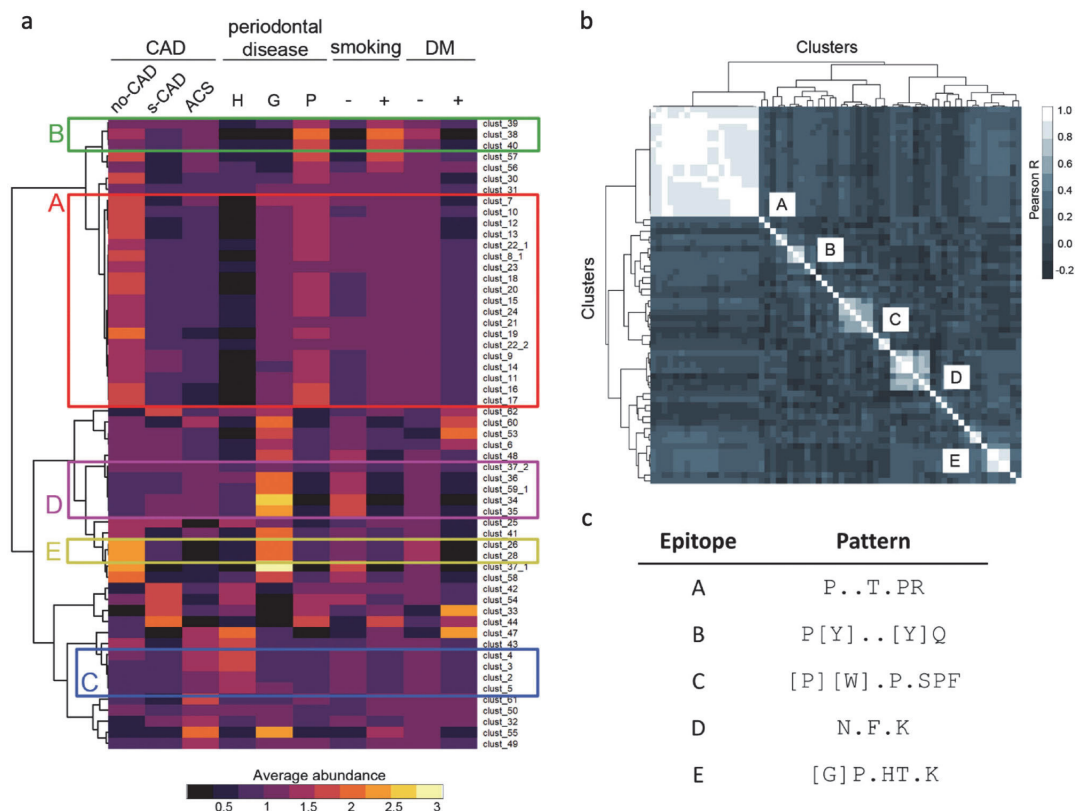 a
CAD periodontal disease smoking DM
no-CAD s-CAD ACS H G P - + - +
B
A
D
E
C
clust_39
clust_38
clust_40
clust_57
clust_56
clust_30
clust_31
clust_7
clust_10
clust_12
clust_13
clust_22_1
clust_8_1
clust_23
clust_18
clust_20
clust_15
clust_24
clust_21
clust_19
clust_22_2
clust_9
clust_14
clust_11
clust_16
clust_17
clust_62
clust_60
clust_53
clust_6
clust_48
clust_37_2
clust_36
clust_59_1
clust_34
clust_35
clust_25
clust_41
clust_26
clust_28
clust_37_1
clust_58
clust_42
clust_54
clust_33
clust_44
clust_47
clust_43
clust_4
clust_3
clust_2
clust_5
clust_61
clust_50
clust_32
clust_55
clust_49
Average abundance
0.5 1 1.5 2 2.5 3
b
Clusters
Clusters
A
B
C
D
E
1.0
0.8
0.6
0.4
0.2
0.0
-0.2
Pearson R
c
Epitope Pattern
A P..T.PR
B P[Y]..[Y]Q
C [P][W].P.SPF
D N.F.K
E [G]P.HT.K